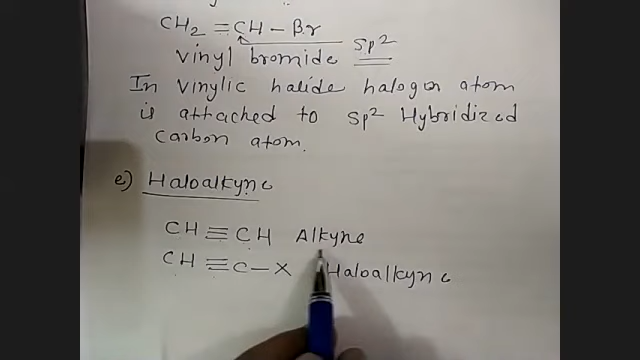 CH2 = CH - Br
vinyl bromide sp2
In vinylic halide halogen atom
is attached to sp2 Hybridized
carbon atom.
e) Haloalkyne
CH ≡ CH Alkyne
CH ≡ C - X Haloalkyne